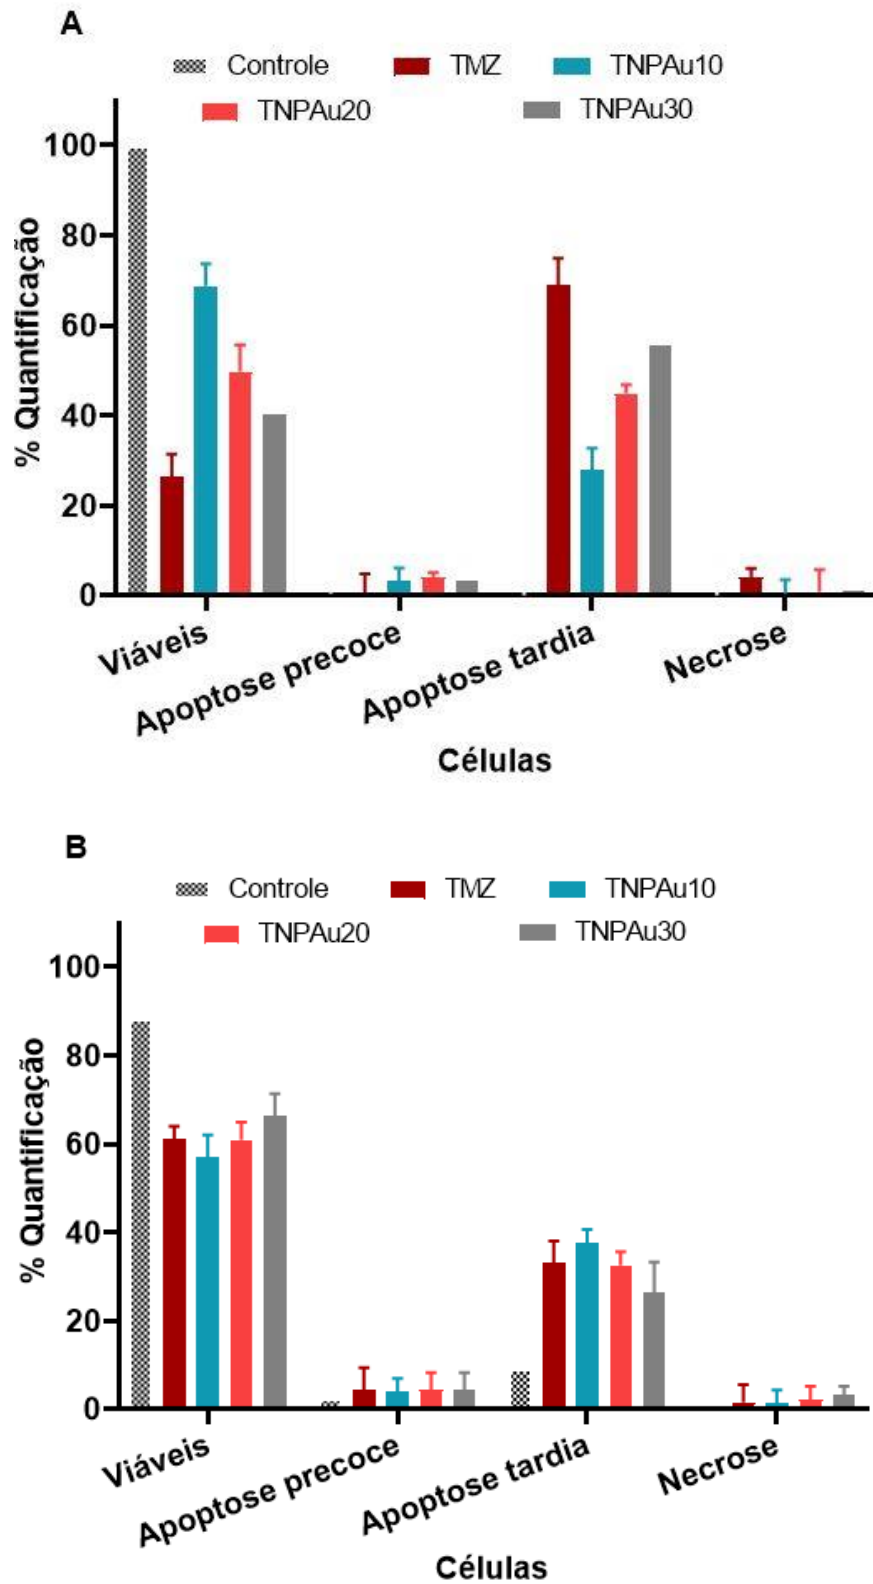 A
Controle TMZ TNPAu10
TNPAu20 TNPAu30
100
80
60
40
20
0
% Quantificação
Viáveis Apoptose precoce Apoptose tardia Necrose
Células
B
Controle TMZ TNPAu10
TNPAu20 TNPAu30
100
80
60
40
20
0
% Quantificação
Viáveis Apoptose precoce Apoptose tardia Necrose
Células